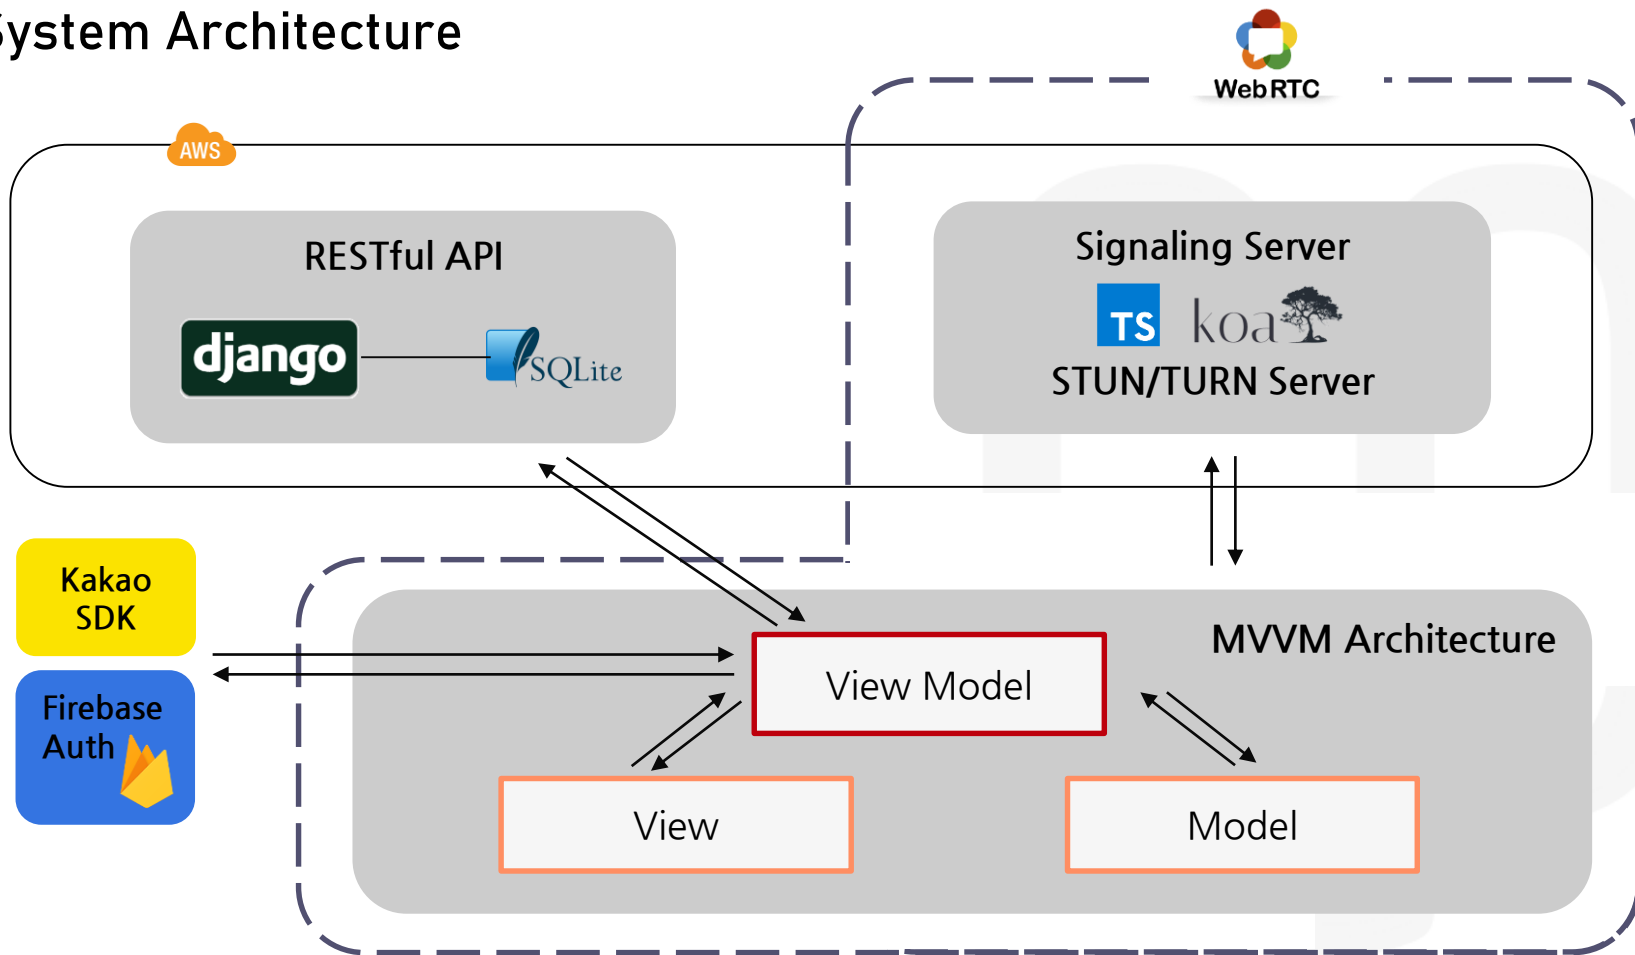 System Architecture
WebRTC
AWS
RESTful API
django
SQLite
Signaling Server
TS
koa
STUN/TURN Server
Kakao
SDK
Firebase
Auth
MVVM Architecture
View Model
View
Model